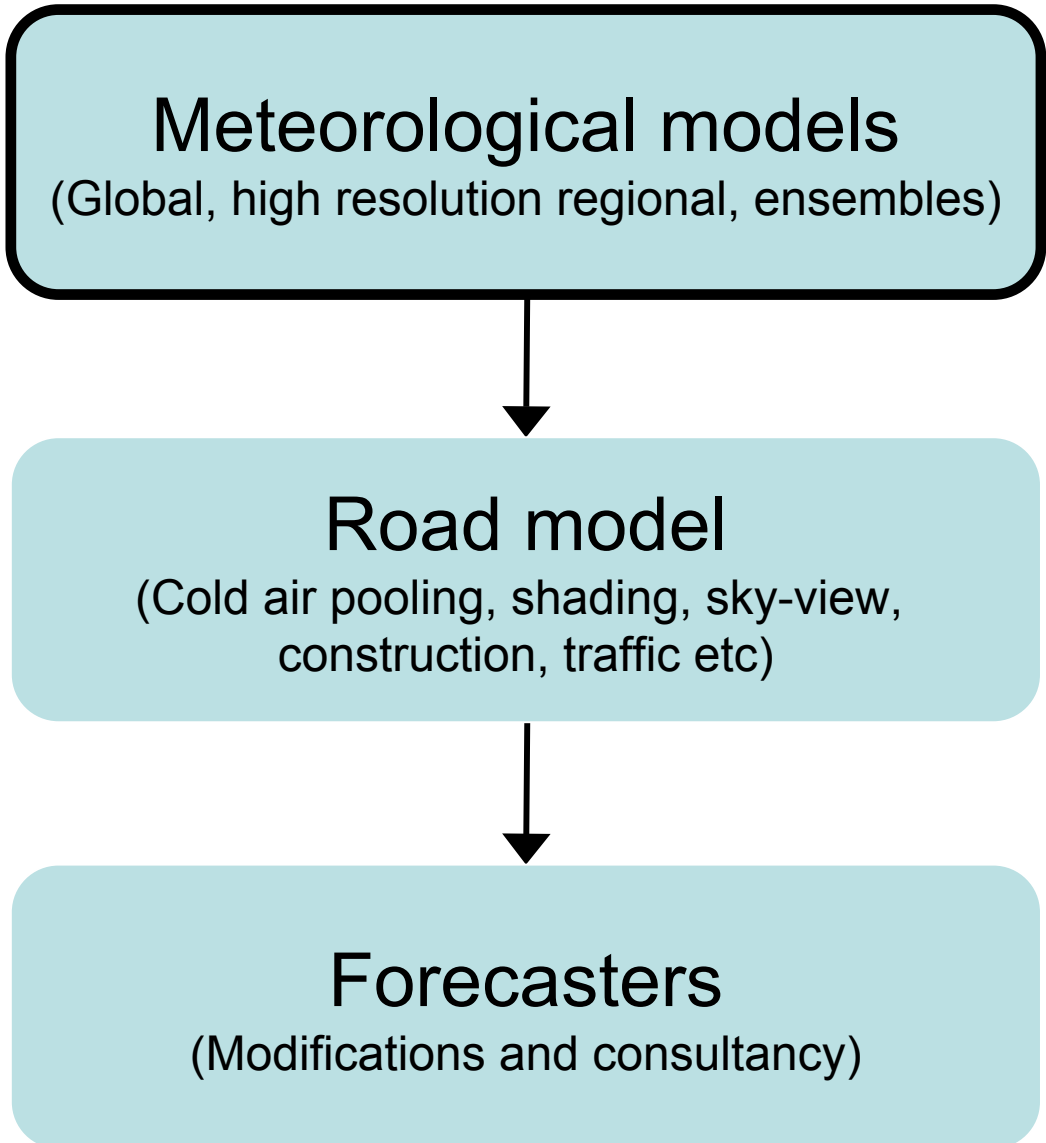 Meteorological models
(Global, high resolution regional, ensembles)
Road model
(Cold air pooling, shading, sky-view,
construction, traffic etc)
Forecasters
(Modifications and consultancy)